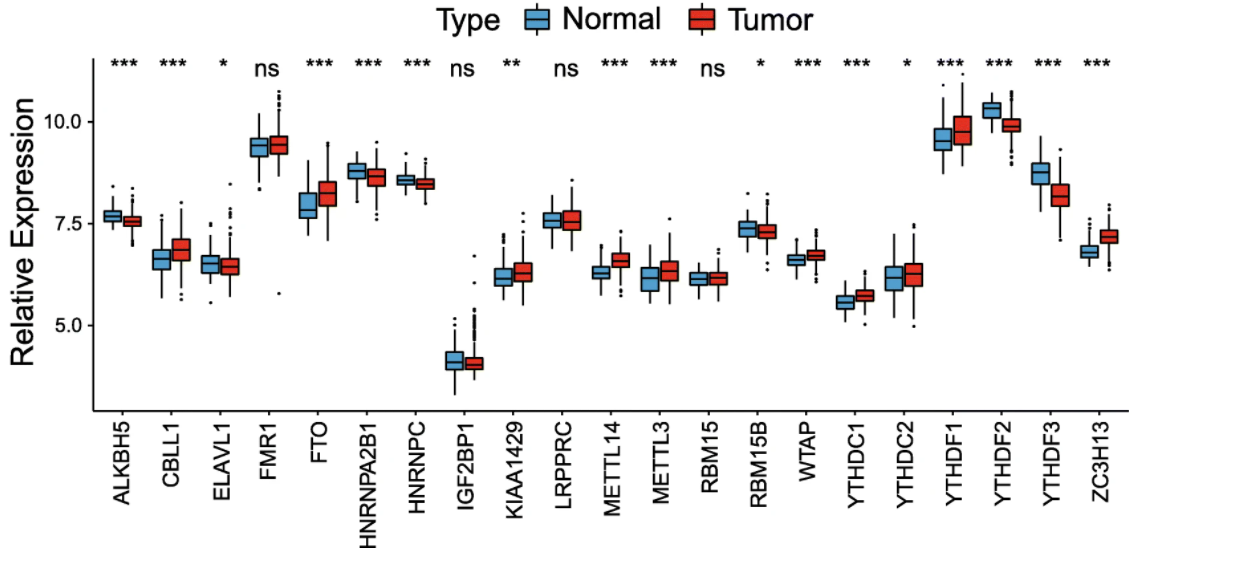 Type Normal Tumor
*** *** * ns *** *** *** ns ** ns *** *** ns * *** *** * *** *** *** ***
Relative Expression
10.0
7.5
5.0
ALKBH5
CBLL1
ELAVL1
FMR1
FTO
HNRNPA2B1
HNRNPC
IGF2BP1
KIAA1429
LRPPRC
METTL14
METTL3
RBM15
RBM15B
WTAP
YTHDC1
YTHDC2
YTHDF1
YTHDF2
YTHDF3
ZC3H13